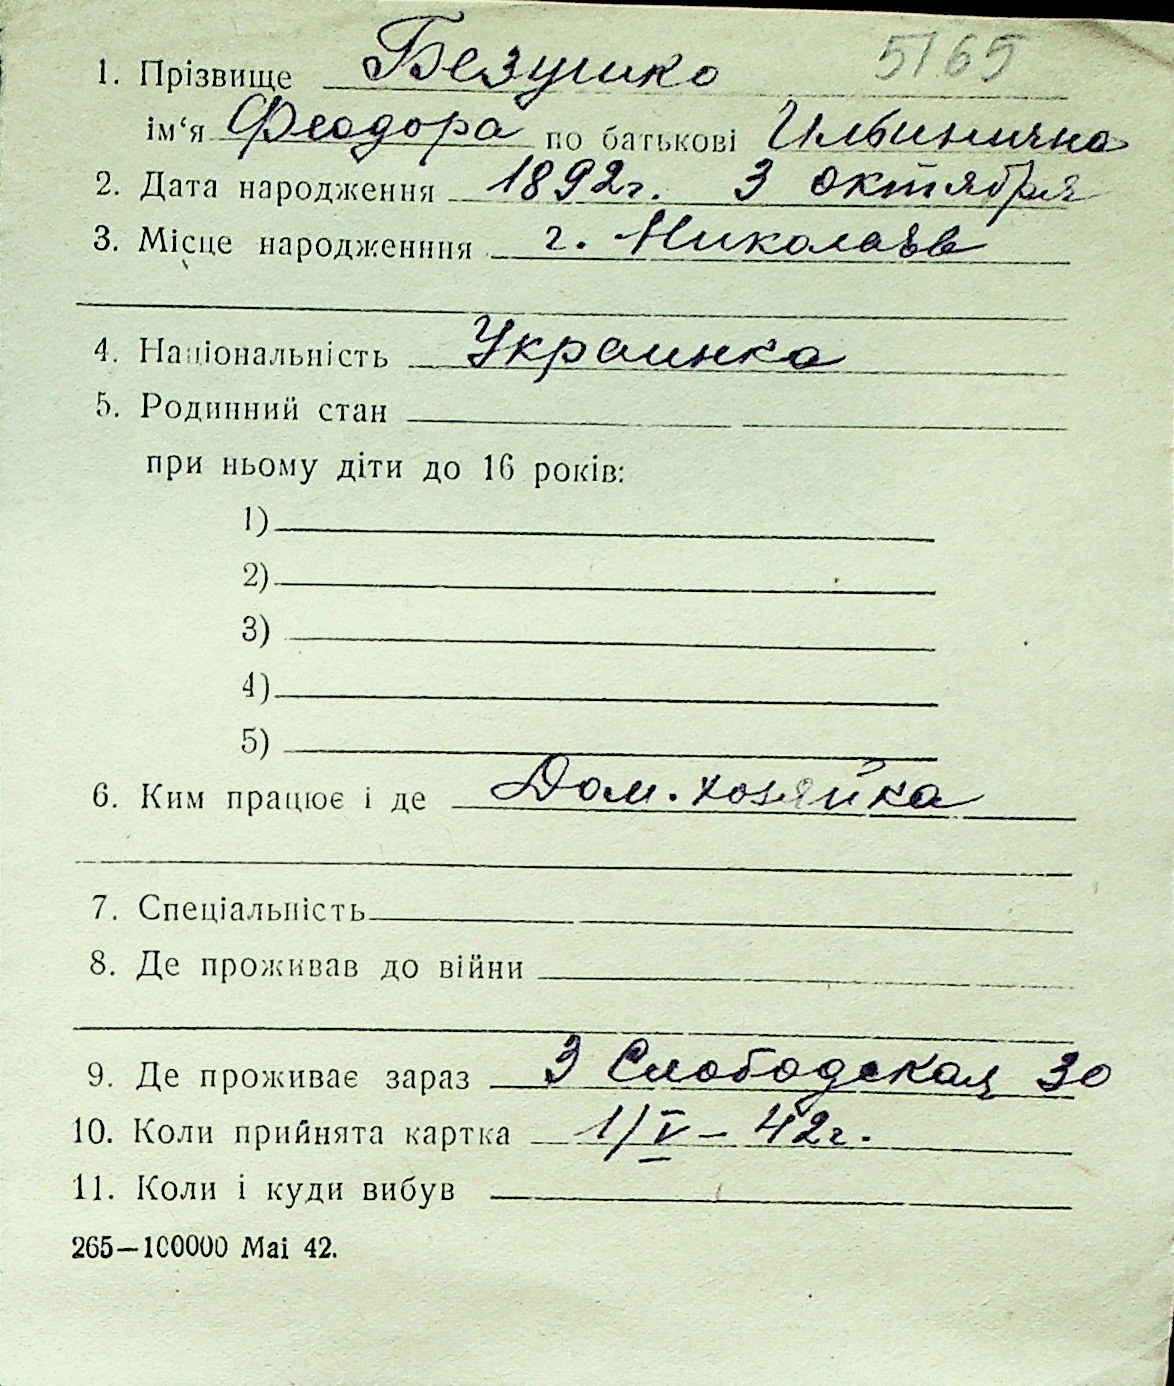 5165
1. Прізвище Безушко
ім‘я Феодора по батькові Ильинична
2. Дата народження 1892г. 3 октября
3. Місце народженння г. Николаев
4. Національність Украинка
5. Родинний стан
при ньому діти до 16 років:
1)
2)
3)
4)
5)
6. Ким працює і де Дом. хозяйка
7. Спеціальність
8. Де проживав до війни
9. Де проживає зараз 3 Слободская 30
10. Коли прийнята картка 1/V – 42г.
11. Коли і куди вибув
265—100000 Mai 42.